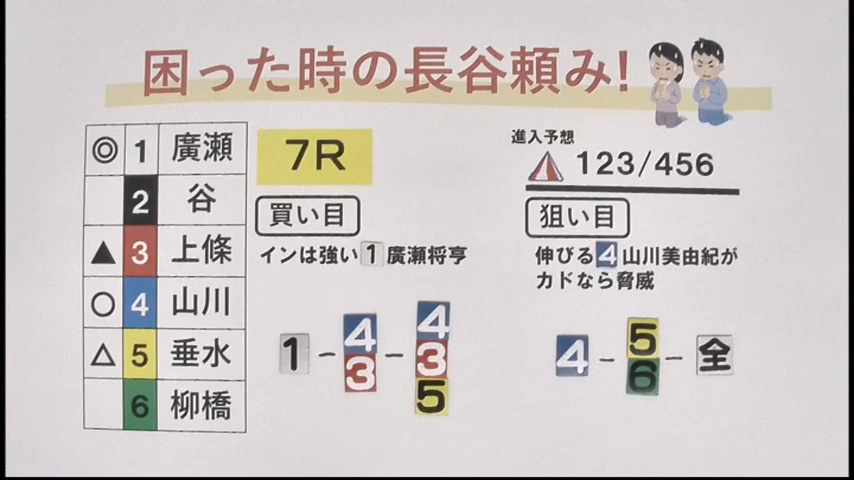 困った時の長谷頼み!
◎ 1 廣瀬
2 谷
▲ 3 上條
○ 4 山川
△ 5 垂水
6 柳橋
7R
買い目
インは強い 1 廣瀬将亨
1 - 4 3 - 4 3 5
進入予想
123/456
狙い目
伸びる 4 山川美由紀が
カドなら脅威
4 - 5 6 - 全